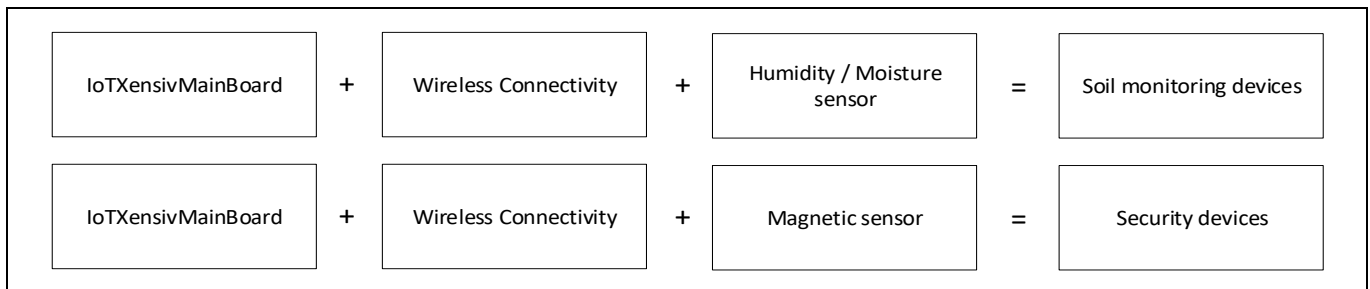 IoTXensivMainBoard + Wireless Connectivity + Humidity / Moisture
sensor = Soil monitoring devices
IoTXensivMainBoard + Wireless Connectivity + Magnetic sensor = Security devices